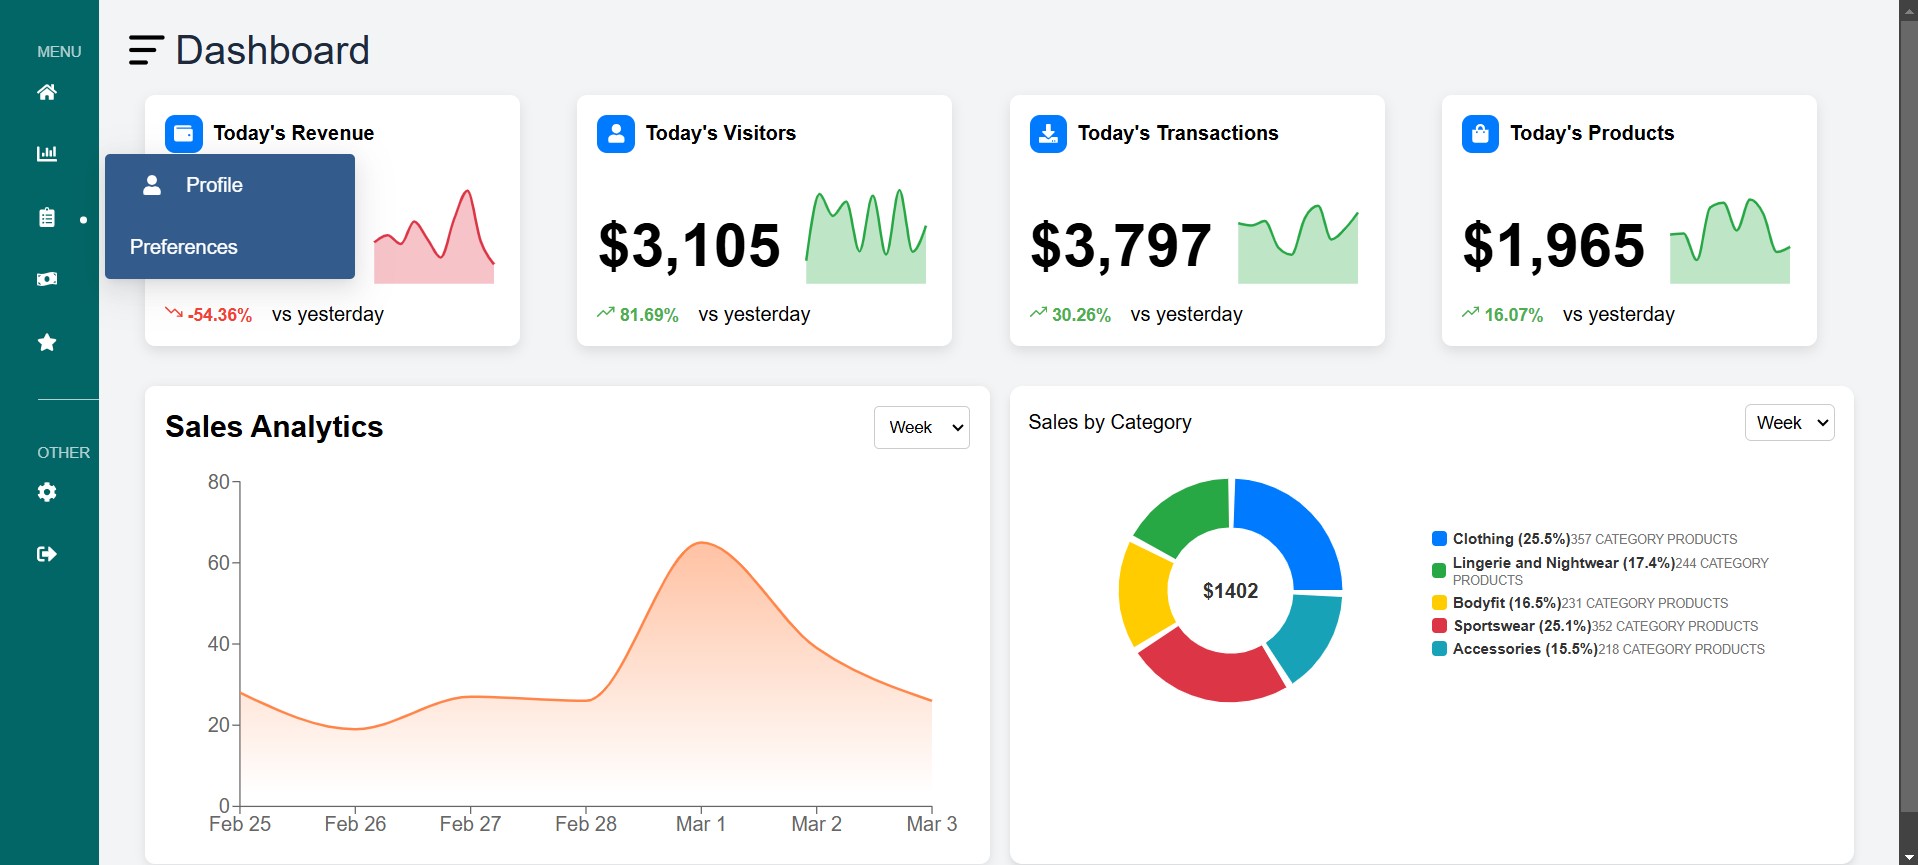 MENU
Dashboard
Today's Revenue
Today's Visitors
Today's Transactions
Today's Products
Profile
Preferences
$3,105
$3,797
$1,965
-54.36% vs yesterday
81.69% vs yesterday
30.26% vs yesterday
16.07% vs yesterday
OTHER
Sales Analytics
Week
80
60
40
20
0
Feb 25 Feb 26 Feb 27 Feb 28 Mar 1 Mar 2 Mar 3
Sales by Category
Week
$1402
Clothing (25.5%)357 CATEGORY PRODUCTS
Lingerie and Nightwear (17.4%)244 CATEGORY
PRODUCTS
Bodyfit (16.5%)231 CATEGORY PRODUCTS
Sportswear (25.1%)352 CATEGORY PRODUCTS
Accessories (15.5%)218 CATEGORY PRODUCTS